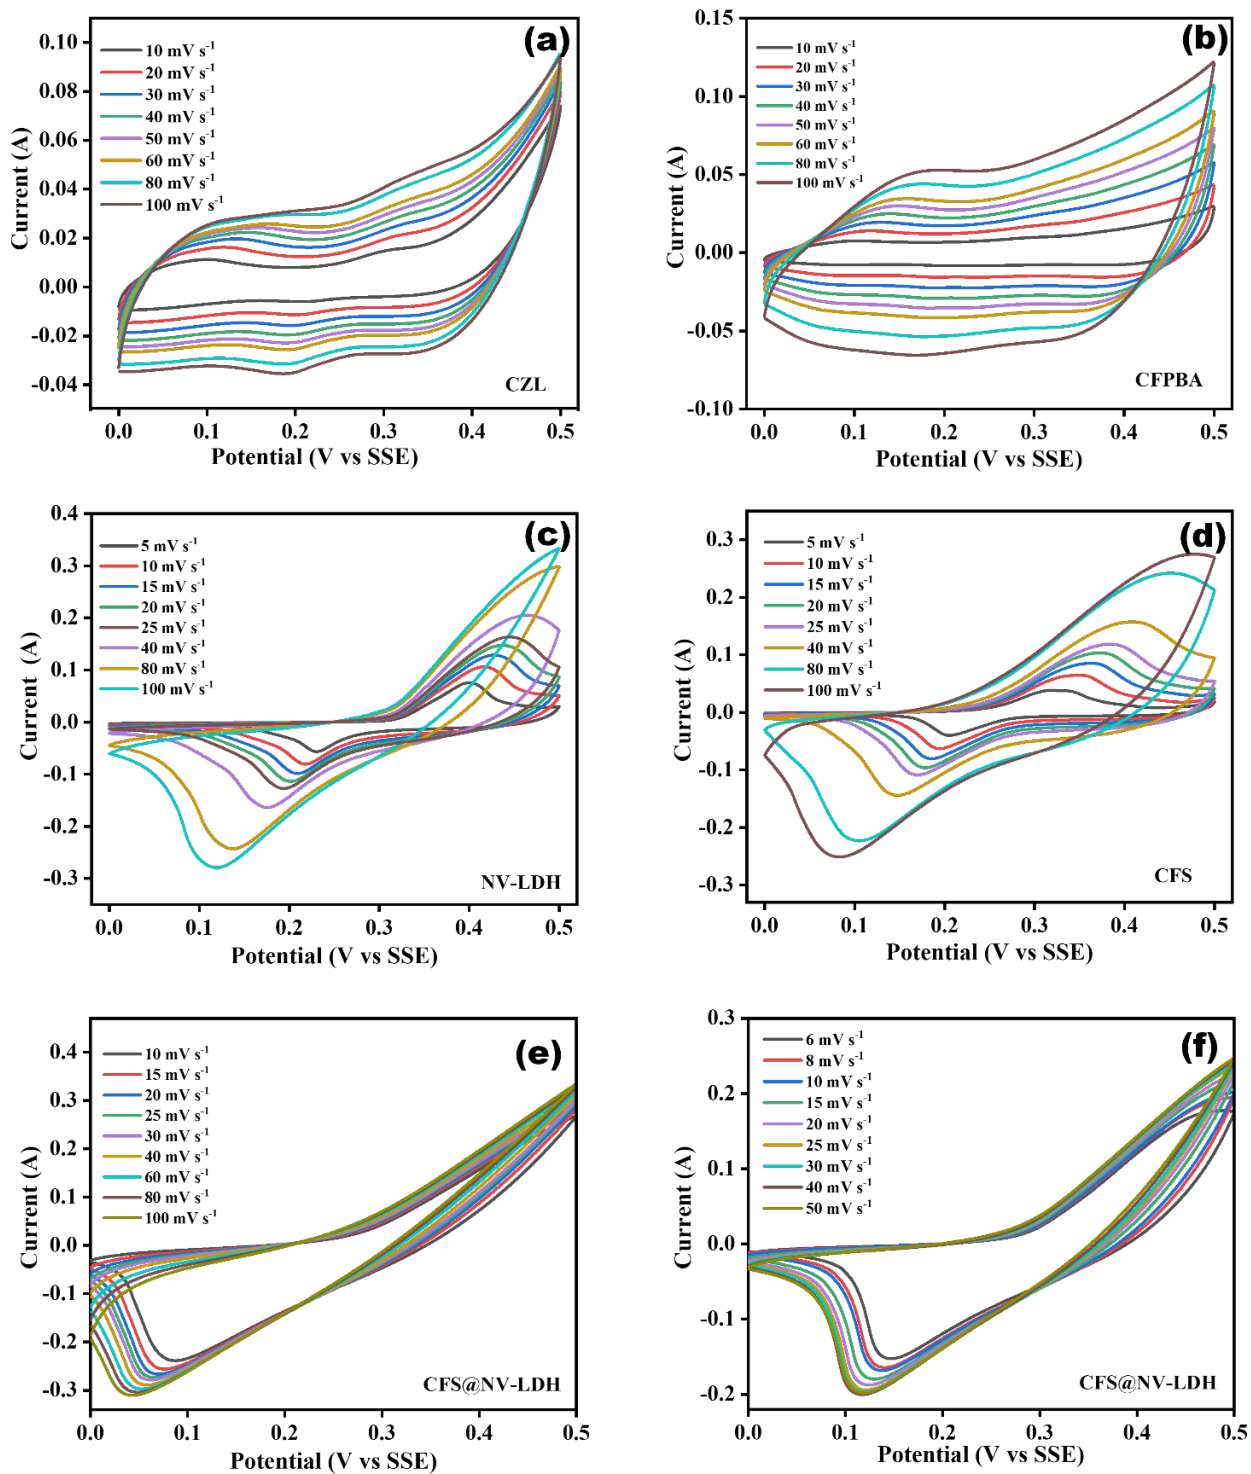 (a)
10 mV s⁻¹
20 mV s⁻¹
30 mV s⁻¹
40 mV s⁻¹
50 mV s⁻¹
60 mV s⁻¹
80 mV s⁻¹
100 mV s⁻¹
0.10
0.08
0.06
0.04
0.02
0.00
-0.02
-0.04
Current (A)
CZL
0.0 0.1 0.2 0.3 0.4 0.5
Potential (V vs SSE)
(b)
10 mV s⁻¹
20 mV s⁻¹
30 mV s⁻¹
40 mV s⁻¹
50 mV s⁻¹
60 mV s⁻¹
80 mV s⁻¹
100 mV s⁻¹
0.15
0.10
0.05
0.00
-0.05
-0.10
Current (A)
CFPBA
0.0 0.1 0.2 0.3 0.4 0.5
Potential (V vs SSE)
(c)
5 mV s⁻¹
10 mV s⁻¹
15 mV s⁻¹
20 mV s⁻¹
25 mV s⁻¹
40 mV s⁻¹
80 mV s⁻¹
100 mV s⁻¹
0.4
0.3
0.2
0.1
0.0
-0.1
-0.2
-0.3
Current (A)
NV-LDH
0.0 0.1 0.2 0.3 0.4 0.5
Potential (V vs SSE)
(d)
5 mV s⁻¹
10 mV s⁻¹
15 mV s⁻¹
20 mV s⁻¹
25 mV s⁻¹
40 mV s⁻¹
80 mV s⁻¹
100 mV s⁻¹
0.3
0.2
0.1
0.0
-0.1
-0.2
-0.3
Current (A)
CFS
0.0 0.1 0.2 0.3 0.4 0.5
Potential (V vs SSE)
(e)
10 mV s⁻¹
15 mV s⁻¹
20 mV s⁻¹
25 mV s⁻¹
30 mV s⁻¹
40 mV s⁻¹
60 mV s⁻¹
80 mV s⁻¹
100 mV s⁻¹
0.4
0.3
0.2
0.1
0.0
-0.1
-0.2
-0.3
Current (A)
CFS@NV-LDH
0.0 0.1 0.2 0.3 0.4 0.5
Potential (V vs SSE)
(f)
6 mV s⁻¹
8 mV s⁻¹
10 mV s⁻¹
15 mV s⁻¹
20 mV s⁻¹
25 mV s⁻¹
30 mV s⁻¹
40 mV s⁻¹
50 mV s⁻¹
0.3
0.2
0.1
0.0
-0.1
-0.2
Current (A)
CFS@NV-LDH
0.0 0.1 0.2 0.3 0.4 0.5
Potential (V vs SSE)